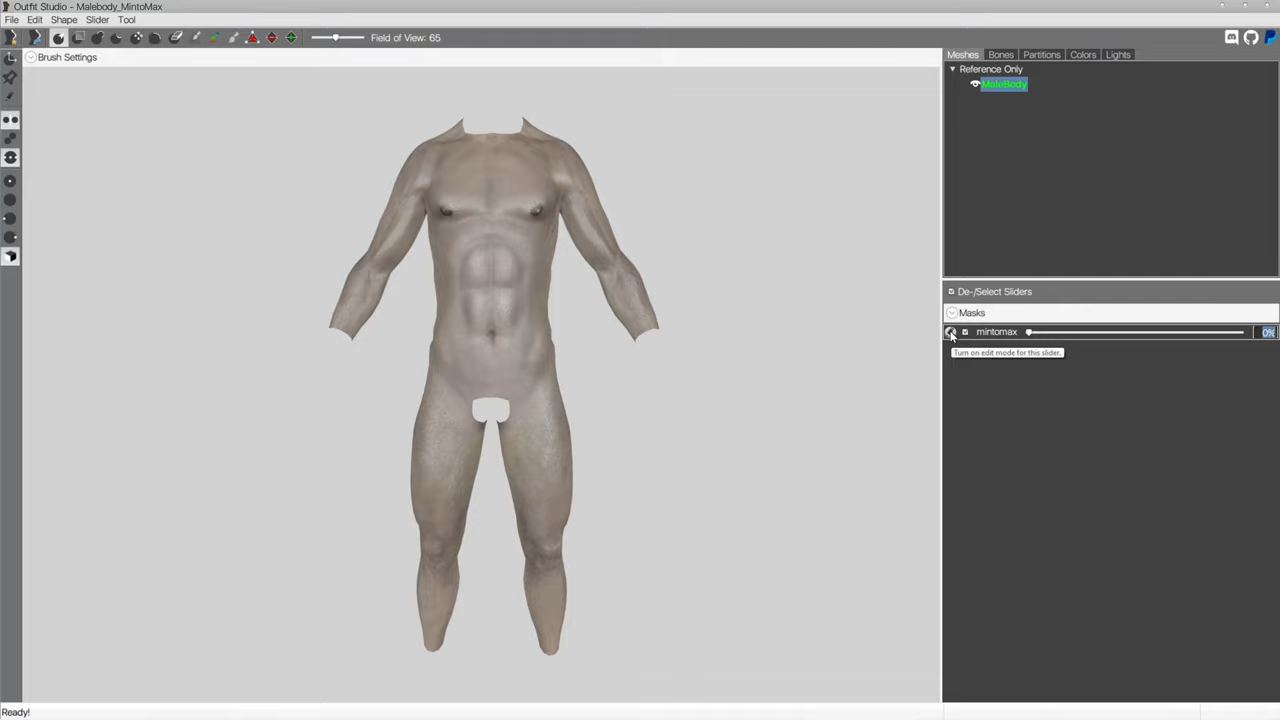 Outfit Studio - Malebody_MintoMax
File Edit Shape Slider Tool
Field of View: 65
Brush Settings
Meshes Bones Partitions Colors Lights
Reference Only
MaleBody
De-/Select Sliders
Masks
mintomax 0%
Turn on edit mode for this slider.
Ready!